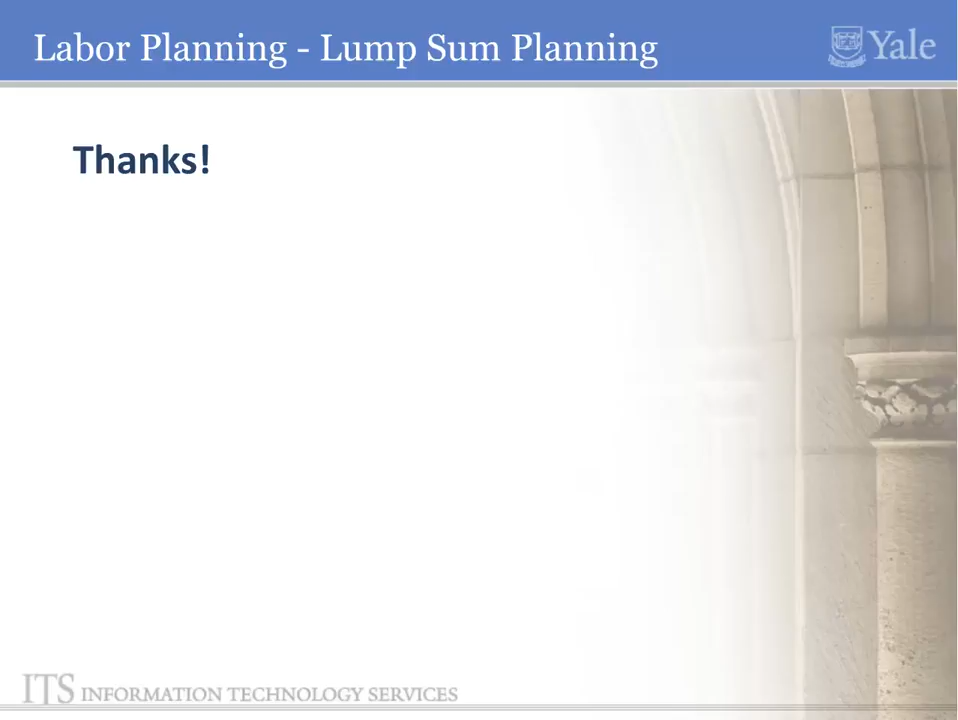 Labor Planning - Lump Sum Planning
Yale
Thanks!
ITS INFORMATION TECHNOLOGY SERVICES